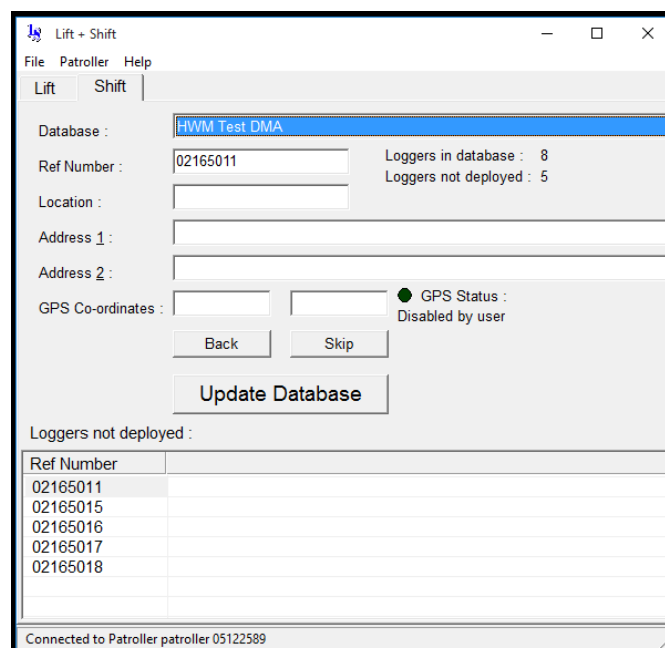 Lift + Shift
File Patroller Help
Lift Shift
Database : HWM Test DMA
Ref Number : 02165011 Loggers in database : 8
Loggers not deployed : 5
Location :
Address 1 :
Address 2 :
GPS Co-ordinates : GPS Status :
Disabled by user
Back Skip
Update Database
Loggers not deployed :
Ref Number
02165011
02165015
02165016
02165017
02165018
Connected to Patroller patroller 05122589